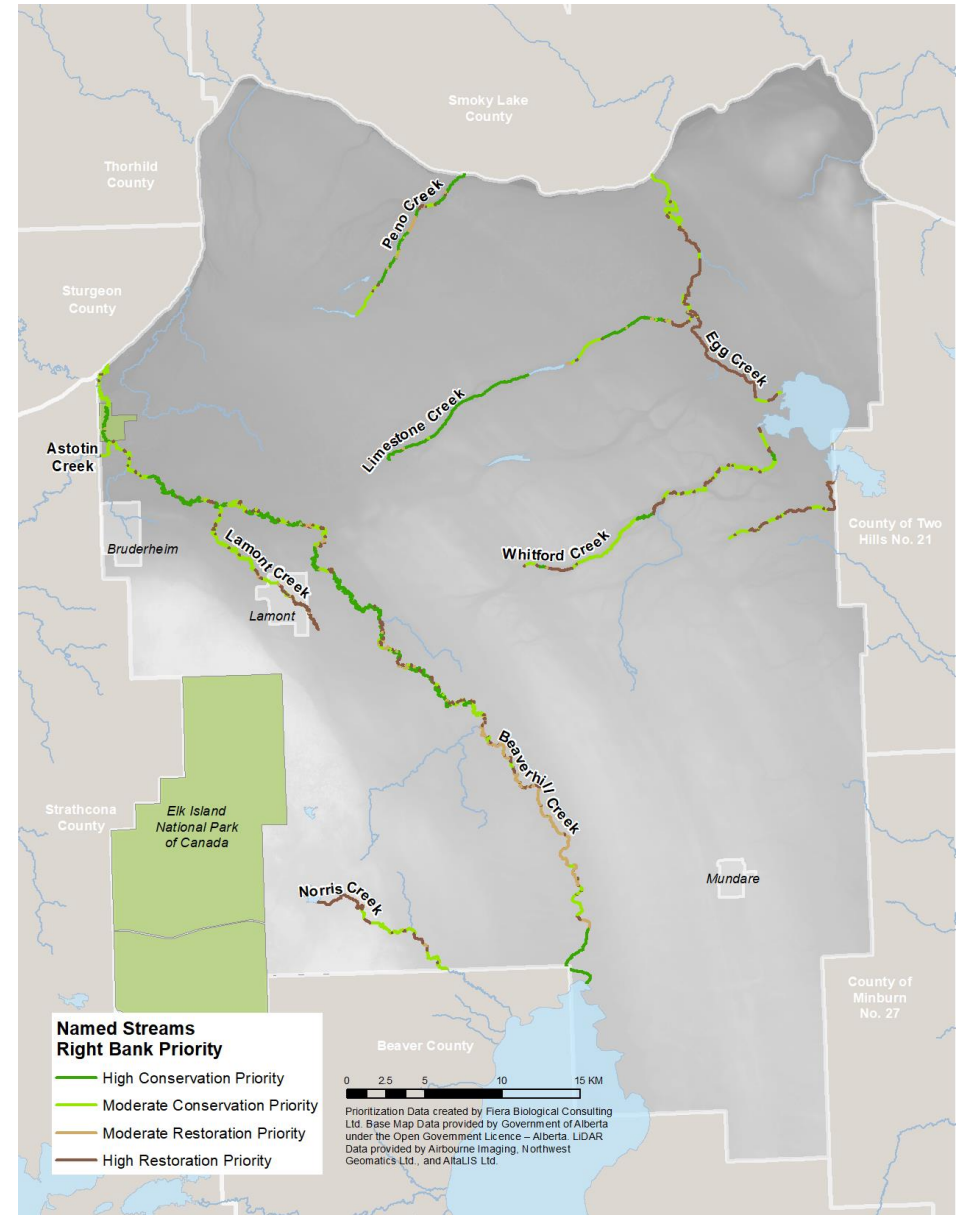 Smoky Lake
County
Thorhild
County
Peno Creek
Sturgeon
County
Egg Creek
Limestone Creek
Astotin
Creek
County of Two
Hills No. 21
Whitford Creek
Bruderheim
Lamont Creek
Lamont
Beaverhill Creek
Strathcona
County
Elk Island
National Park
of Canada
Mundare
Norris Creek
County of
Minburn
No. 27
Beaver County
Named Streams
Right Bank Priority
High Conservation Priority
Moderate Conservation Priority
Moderate Restoration Priority
High Restoration Priority
0 2.5 5 10 15 KM
Prioritization Data created by Fiera Biological Consulting
Ltd. Base Map Data provided by Government of Alberta
under the Open Government Licence – Alberta. LiDAR
Data provided by Airbourne Imaging, Northwest
Geomatics Ltd., and AltaLIS Ltd.